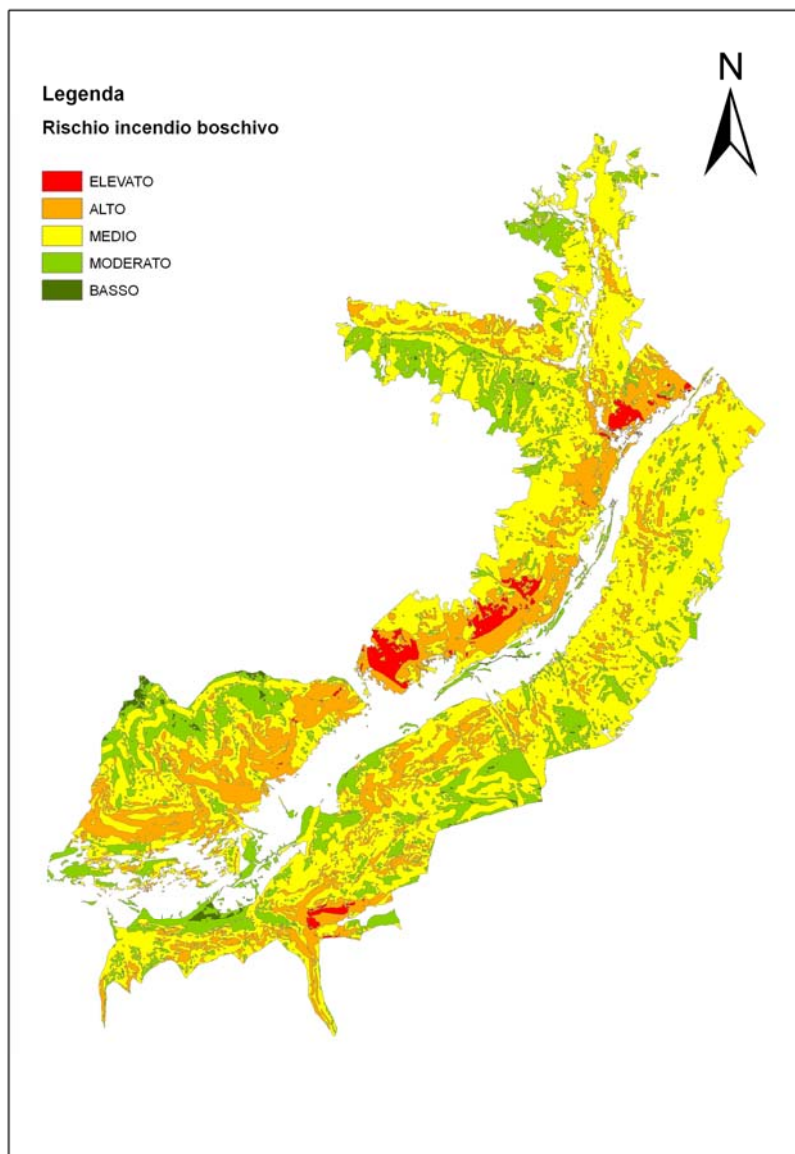 N
Legenda
Rischio incendio boschivo
ELEVATO
ALTO
MEDIO
MODERATO
BASSO